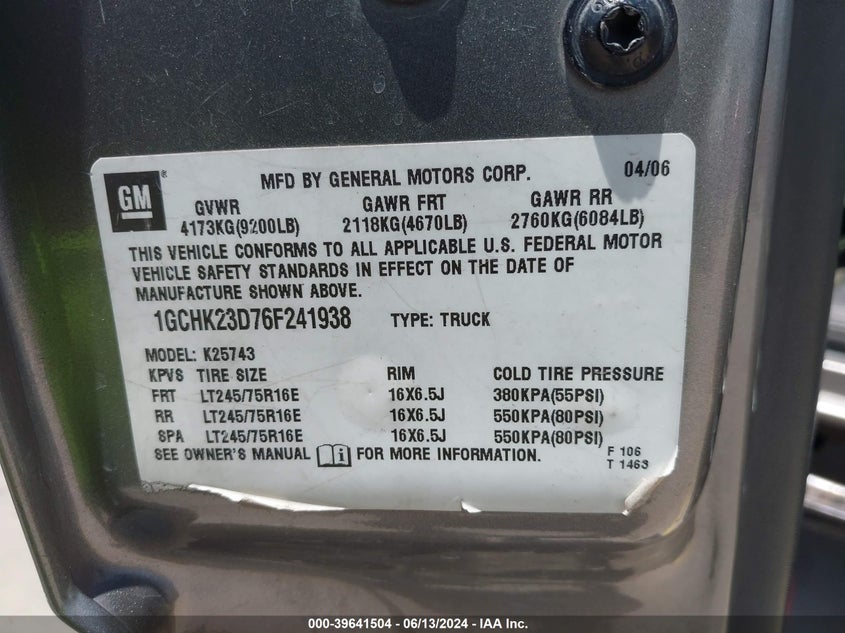 GM
®
MFD BY GENERAL MOTORS CORP. 04/06
GVWR GAWR FRT GAWR RR
4173KG(9200LB) 2118KG(4670LB) 2760KG(6084LB)
THIS VEHICLE CONFORMS TO ALL APPLICABLE U.S. FEDERAL MOTOR
VEHICLE SAFETY STANDARDS IN EFFECT ON THE DATE OF
MANUFACTURE SHOWN ABOVE.
1GCHK23D76F241938 TYPE: TRUCK
MODEL: K25743
KPVS TIRE SIZE RIM COLD TIRE PRESSURE
FRT LT245/75R16E 16X6.5J 380KPA(55PSI)
RR LT245/75R16E 16X6.5J 550KPA(80PSI)
SPA LT245/75R16E 16X6.5J 550KPA(80PSI)
SEE OWNER'S MANUAL i FOR MORE INFORMATION.
F 106
T 1463
000-39641504 / 06/13/2024 - IAA Inc.